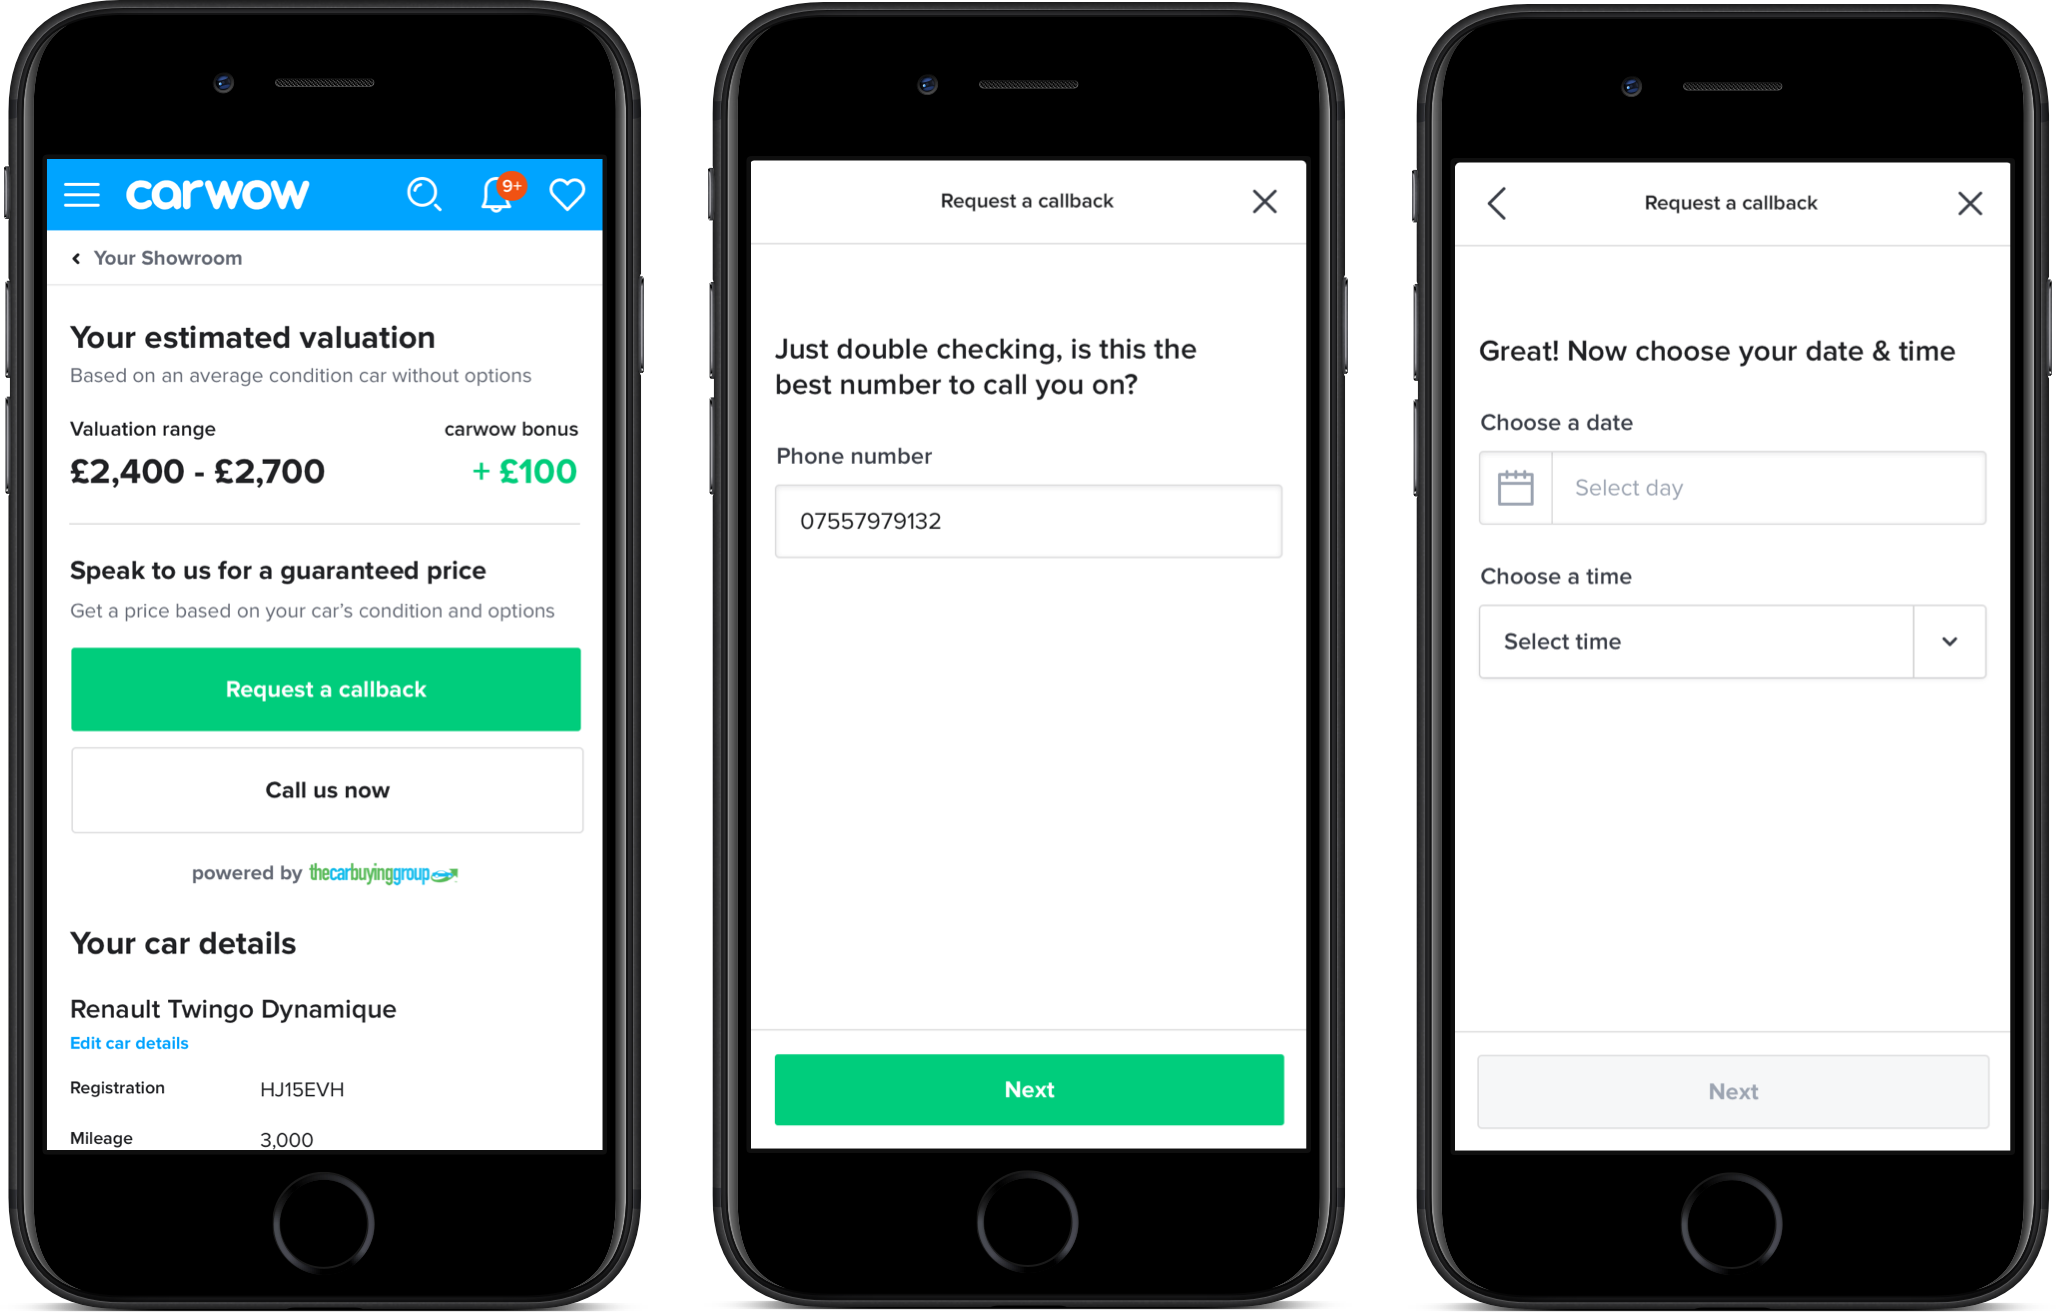 carwow
9+
Your Showroom
Your estimated valuation
Based on an average condition car without options
Valuation range carwow bonus
£2,400 - £2,700 + £100
Speak to us for a guaranteed price
Get a price based on your car's condition and options
Request a callback
Call us now
powered by thecarbuyinggroup
Your car details
Renault Twingo Dynamique
Edit car details
Registration HJ15EVH
Mileage 3,000
Request a callback
Just double checking, is this the
best number to call you on?
Phone number
07557979132
Next
Request a callback
Great! Now choose your date & time
Choose a date
Select day
Choose a time
Select time
Next